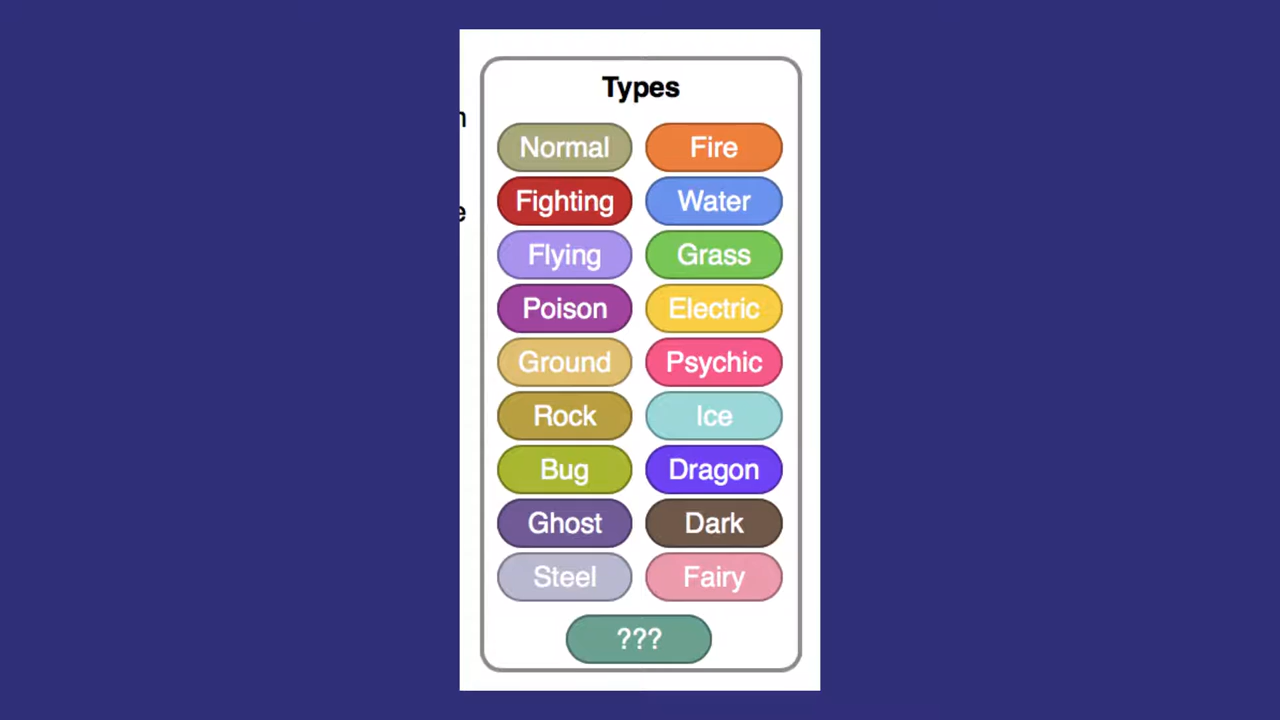 Types
Normal Fire
Fighting Water
Flying Grass
Poison Electric
Ground Psychic
Rock Ice
Bug Dragon
Ghost Dark
Steel Fairy
???